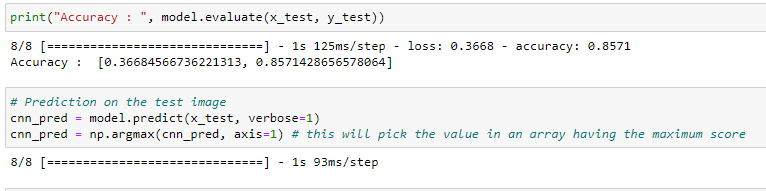 print("Accuracy : ", model.evaluate(x_test, y_test))
8/8 [==============================] - 1s 125ms/step - loss: 0.3668 - accuracy: 0.8571
Accuracy :  [0.36684566736221313, 0.8571428656578064]
# Prediction on the test image
cnn_pred = model.predict(x_test, verbose=1)
cnn_pred = np.argmax(cnn_pred, axis=1) # this will pick the value in an array having the maximum score
8/8 [==============================] - 1s 93ms/step